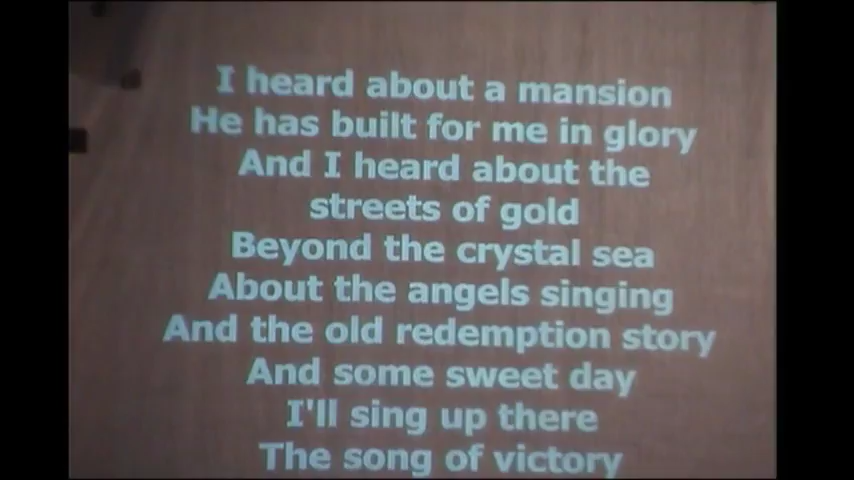 I heard about a mansion
He has built for me in glory
And I heard about the
streets of gold
Beyond the crystal sea
About the angels singing
And the old redemption story
And some sweet day
I'll sing up there
The song of victory